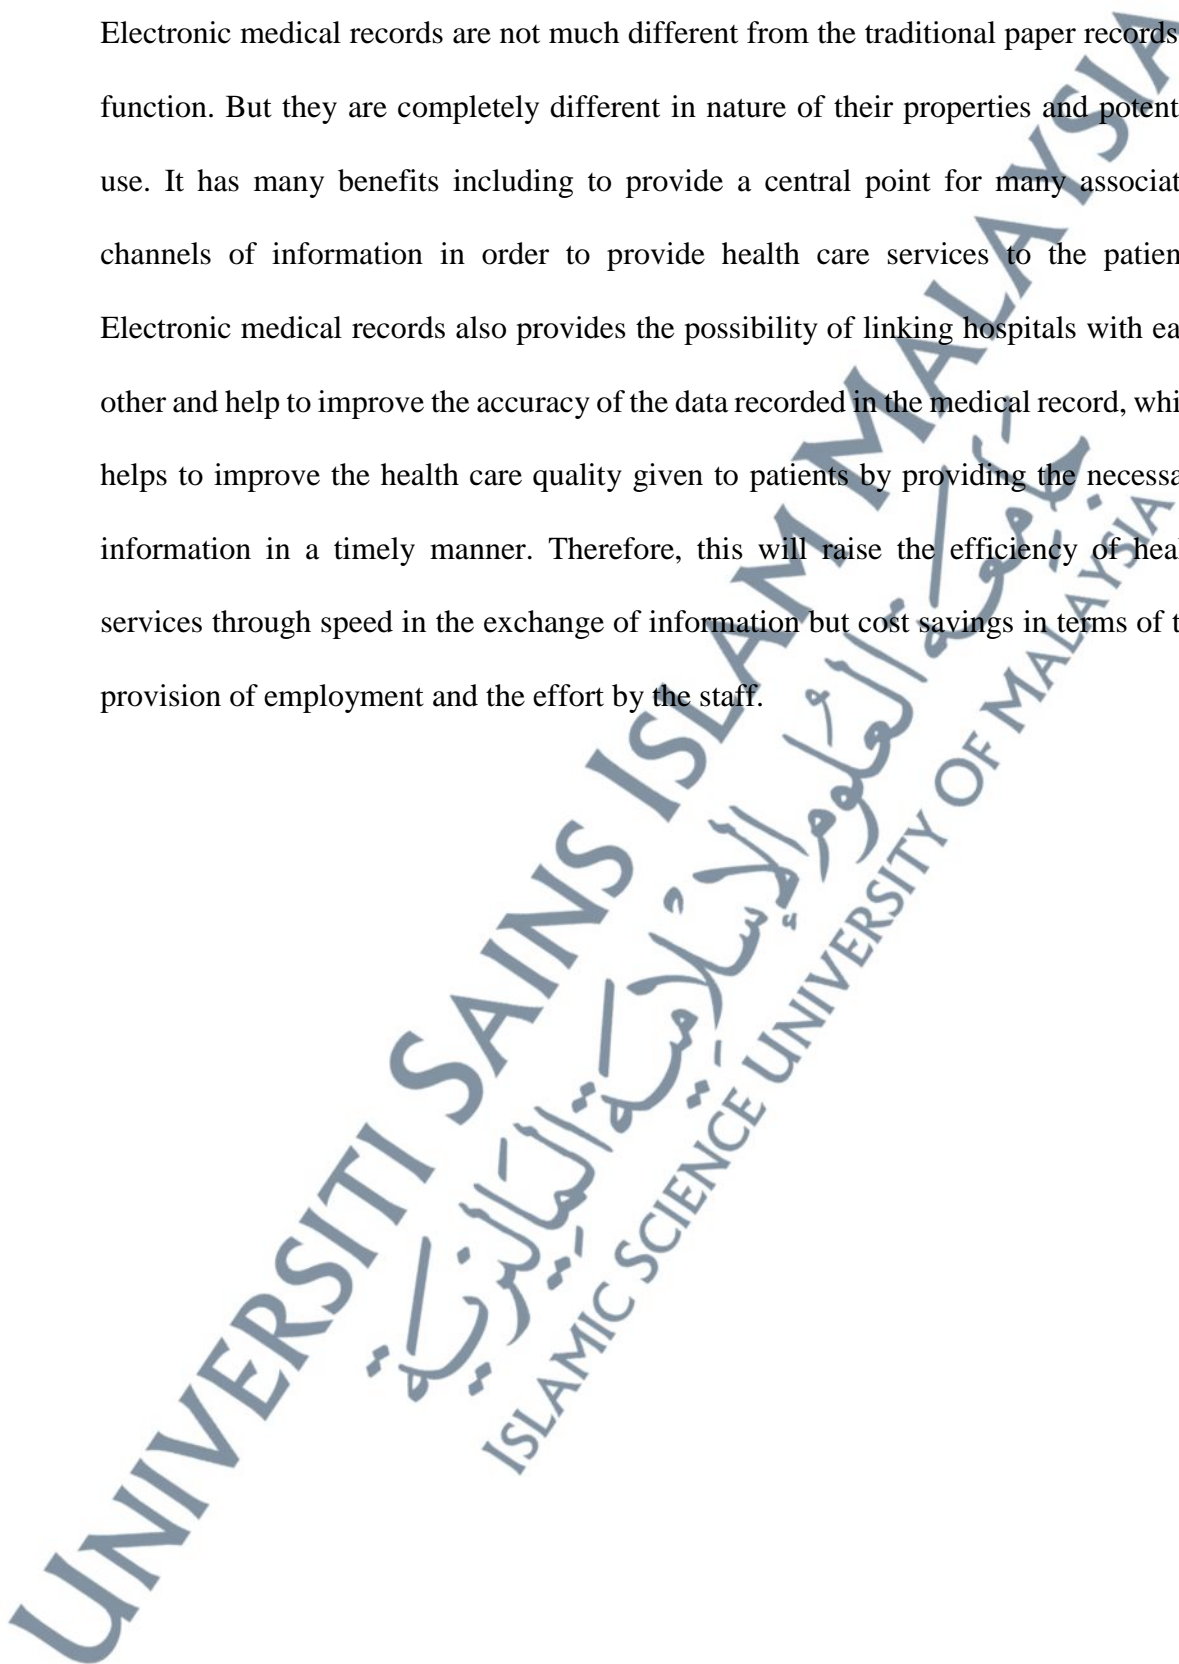 Electronic medical records are not much different from the traditional paper records
function. But they are completely different in nature of their properties and potent
use. It has many benefits including to provide a central point for many associat
channels of information in order to provide health care services to the patien
Electronic medical records also provides the possibility of linking hospitals with ea
other and help to improve the accuracy of the data recorded in the medical record, whi
helps to improve the health care quality given to patients by providing the necessa
information in a timely manner. Therefore, this will raise the efficiency of heal
services through speed in the exchange of information but cost savings in terms of t
provision of employment and the effort by the staff.
UNIVERSITI SAINS ISLAM MALAYSIA
جامعة العلوم الإسلامية الماليزية
ISLAMIC SCIENCE UNIVERSITY OF MALAYSIA